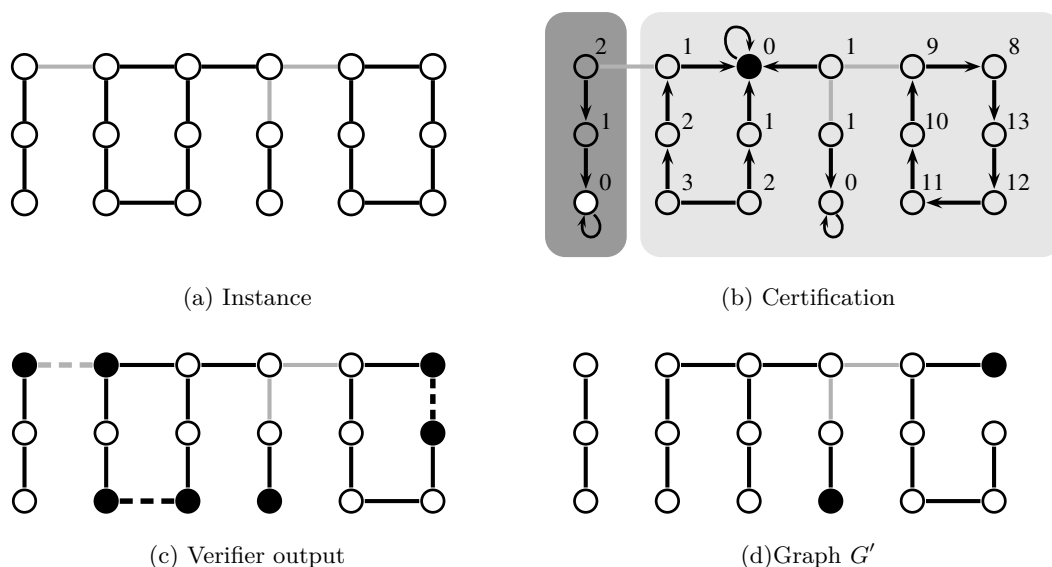 2 1 0 1 9 8
1 2 1 1 10 13
0 3 2 0 11 12
(a) Instance
(b) Certification
(c) Verifier output
(d)Graph G′